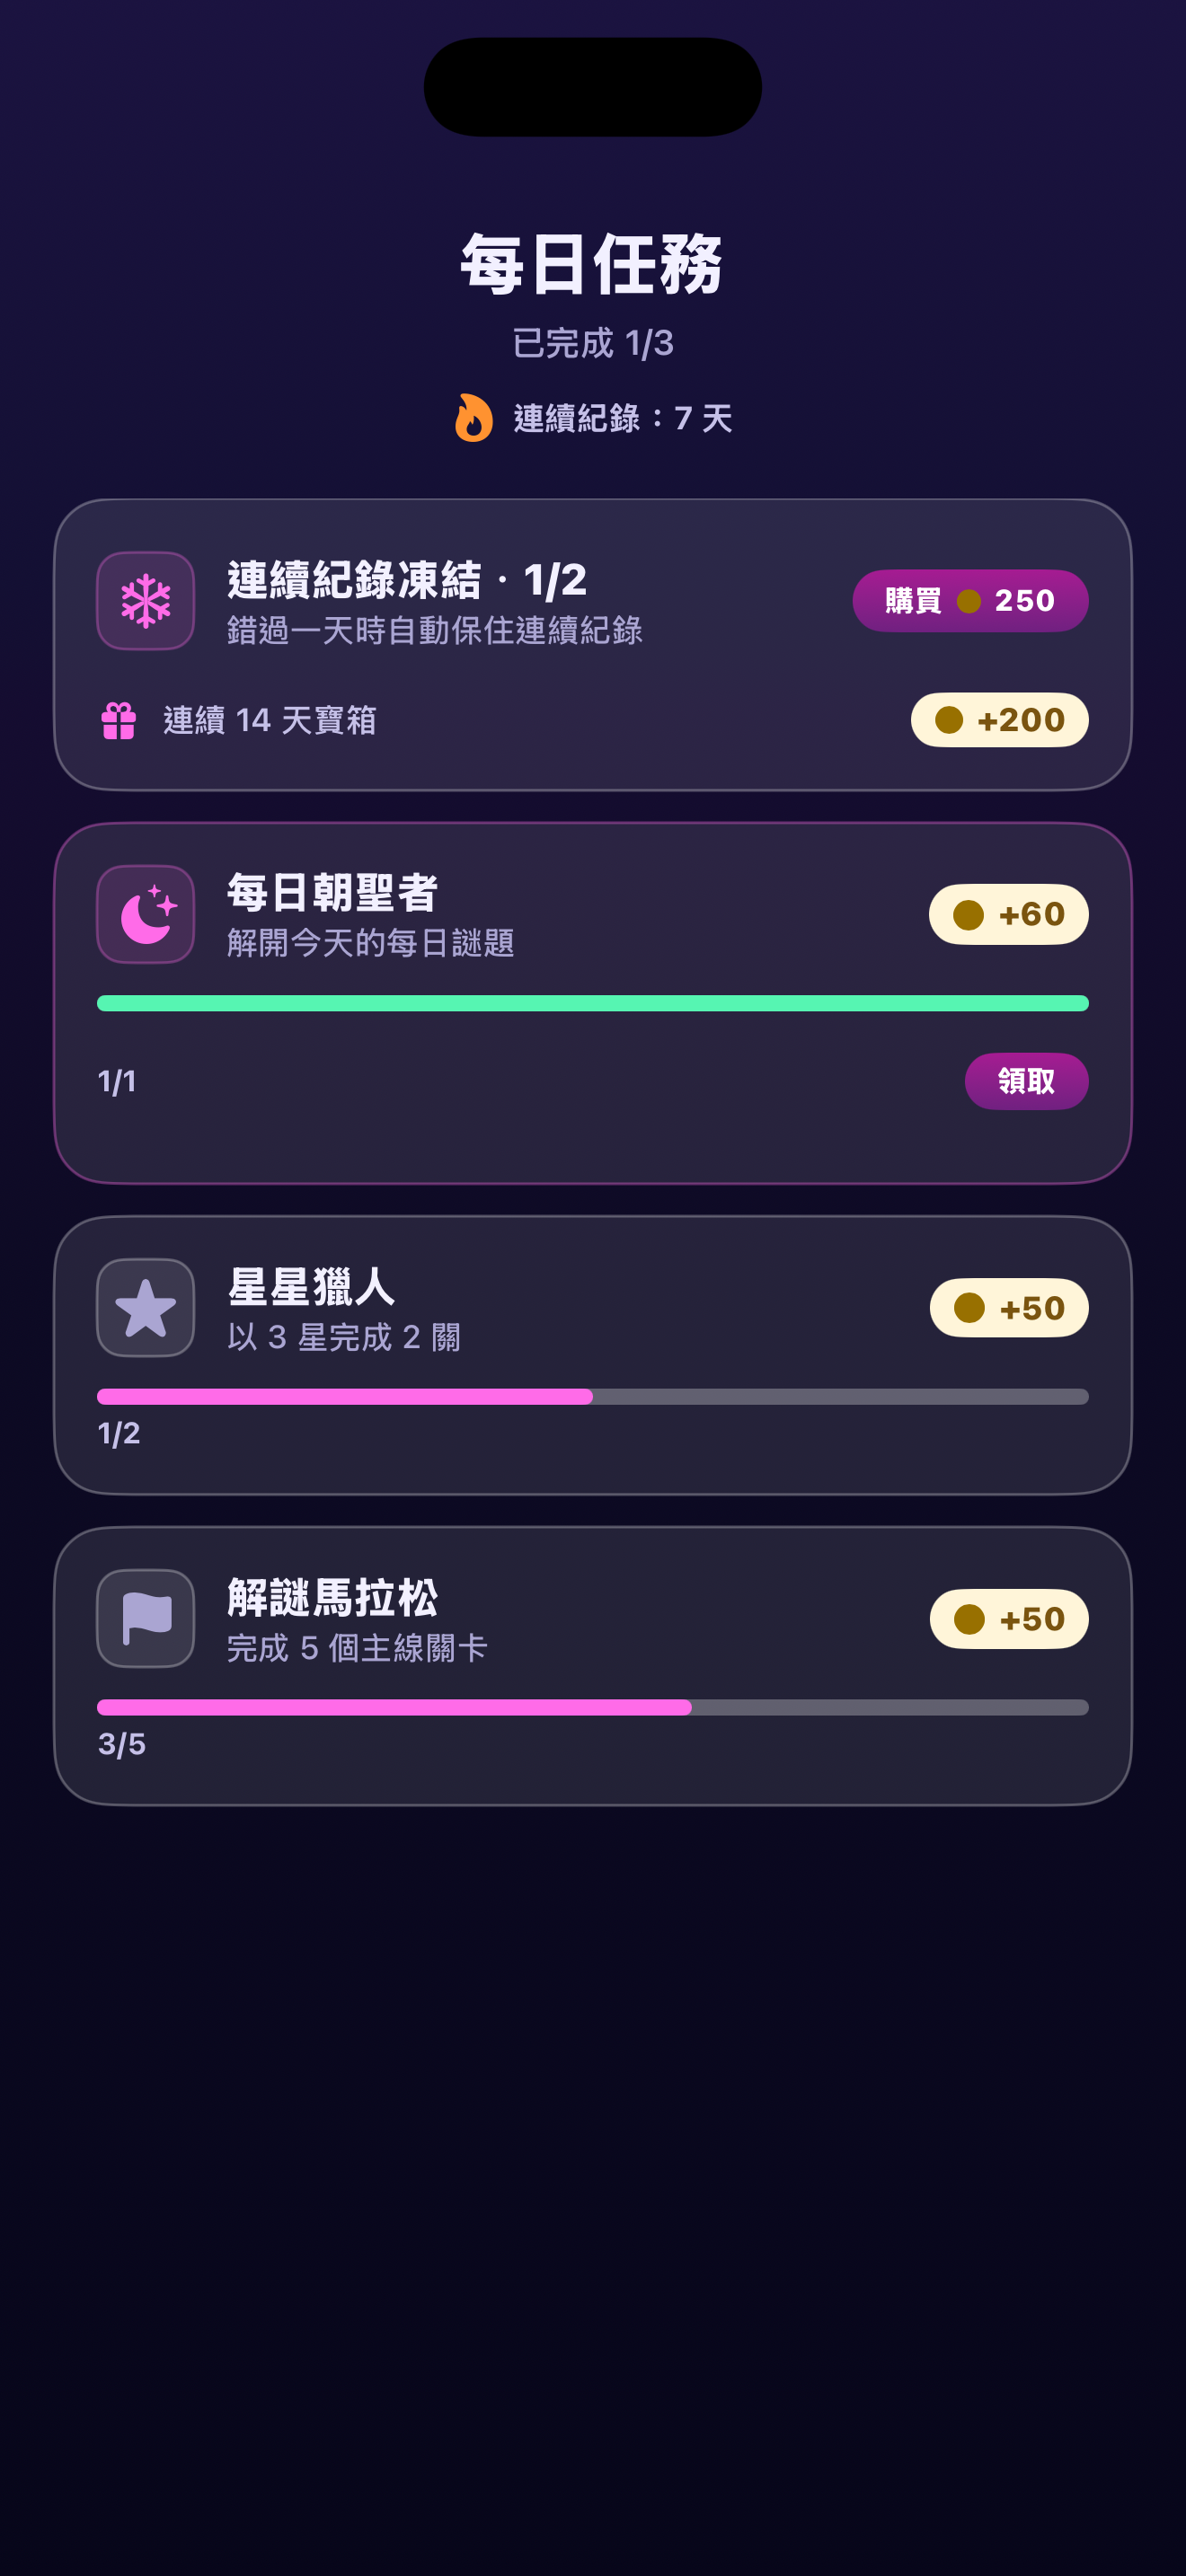 每日任務
已完成 1/3
連續紀錄：7 天
連續紀錄凍結 · 1/2
錯過一天時自動保住連續紀錄
購買 250
連續 14 天寶箱
+200
每日朝聖者
解開今天的每日謎題
+60
1/1
領取
星星獵人
以 3 星完成 2 關
+50
1/2
解謎馬拉松
完成 5 個主線關卡
+50
3/5